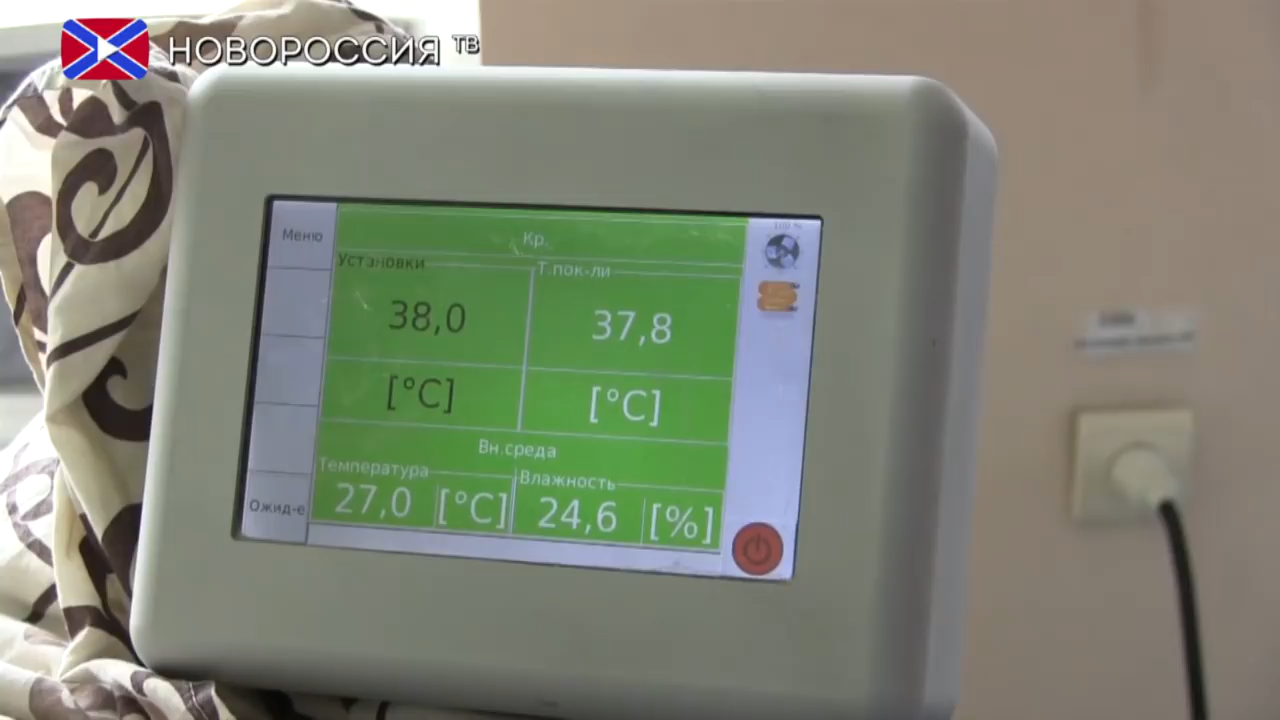 НОВОРОССИЯ ТВ
Меню
Кр.
Установки
Т.пок-ли
38,0
37,8
[°C]
[°C]
Вн.среда
Температура
Влажность
27,0 [°C]
24,6 [%]
Ожид-е
100 %